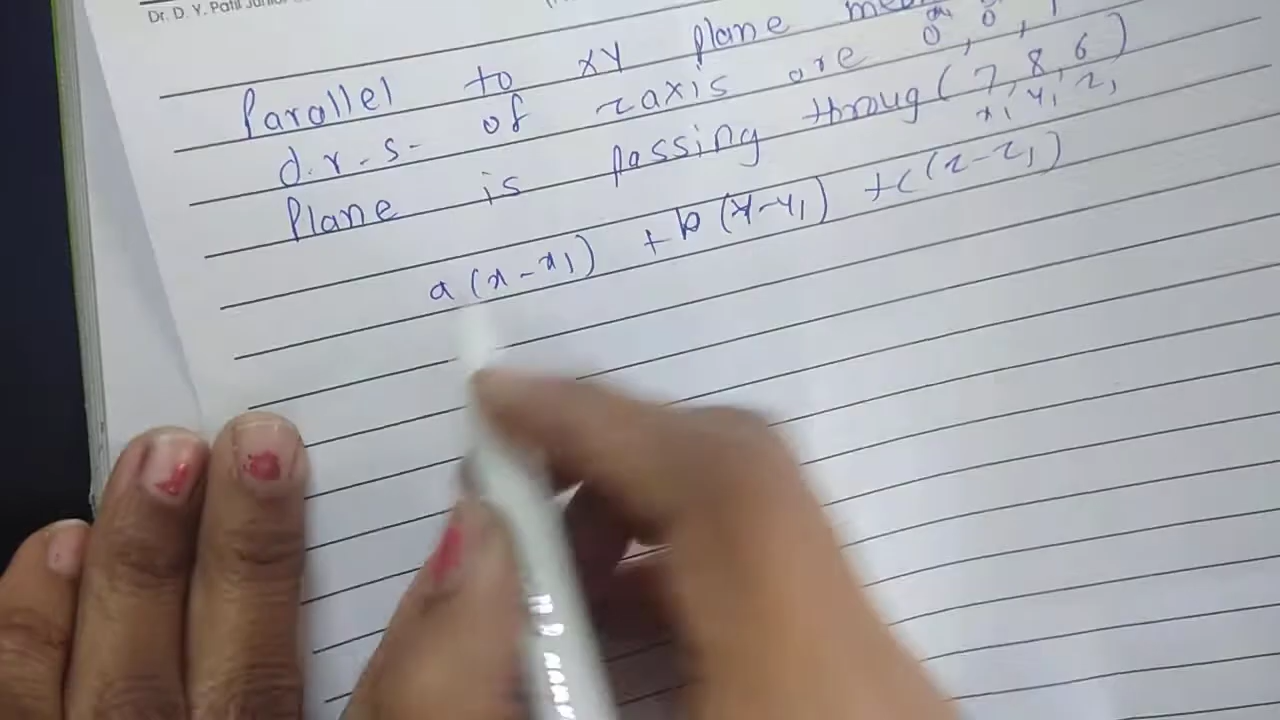 Dr. D. Y. Patil Junior
Parallel to XY plane
d.r.s. of z axis are 0, 0, 1
Plane is passing throug (7, 8, 6)
x₁ y₁ z₁
a (x - x₁) + b (y - y₁) + c (z - z₁)